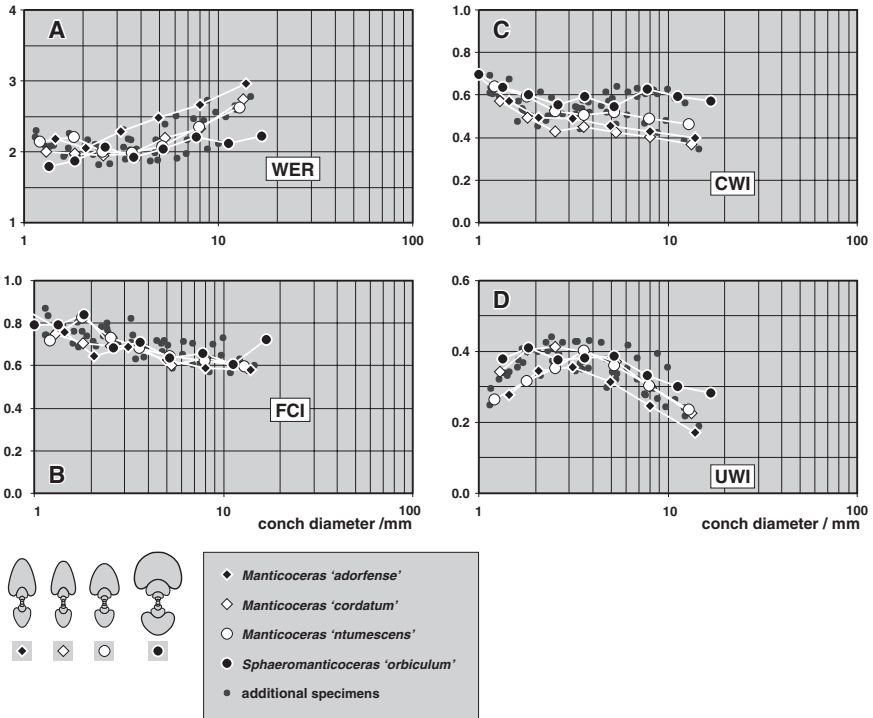 4
3
2
1
A
WER
1
10
100
1.0
0.8
0.6
0.4
0.2
0.0
C
CWI
1
10
100
1.0
0.8
0.6
0.4
0.2
0.0
B
FCI
1
10
100
conch diameter /mm
0.6
0.4
0.2
0.0
D
UWI
1
10
100
conch diameter / mm
Manticoceras ‘adorfense’
Manticoceras ‘cordatum’
Manticoceras ‘ntumescens’
Sphaeromanticoceras ‘orbiculum’
additional specimens